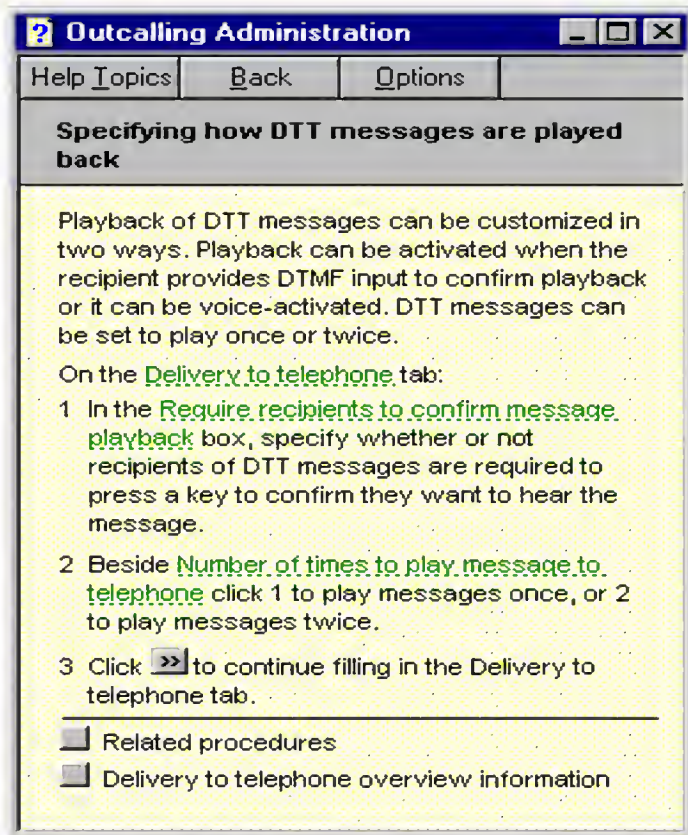 ? Outcalling Administration
Help Topics Back Options
Specifying how DTT messages are played
back
Playback of DTT messages can be customized in
two ways. Playback can be activated when the
recipient provides DTMF input to confirm playback
or it can be voice-activated. DTT messages can
be set to play once or twice.
On the Delivery to telephone tab:
1 In the Require recipients to confirm message
playback box, specify whether or not
recipients of DTT messages are required to
press a key to confirm they want to hear the
message.
2 Beside Number of times to play message to
telephone click 1 to play messages once, or 2
to play messages twice.
3 Click >> to continue filling in the Delivery to
telephone tab.
Related procedures
Delivery to telephone overview information